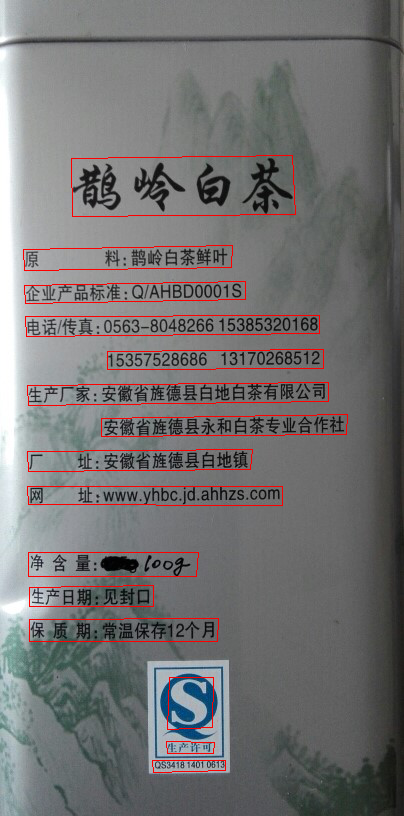 鹊岭白茶
原料:鹊岭白茶鲜叶
企业产品标准:Q/AHBD0001S
电话/传真:0563-8048266 15385320168
15357528686 13170268512
生产厂家:安徽省旌德县白地白茶有限公司
安徽省旌德县永和白茶专业合作社
厂址:安徽省旌德县白地镇
网址:www.yhbc.jd.ahhzs.com
净含量:100g
生产日期:见封口
保质期:常温保存12个月
S
生产许可
QS3418 1401 0613